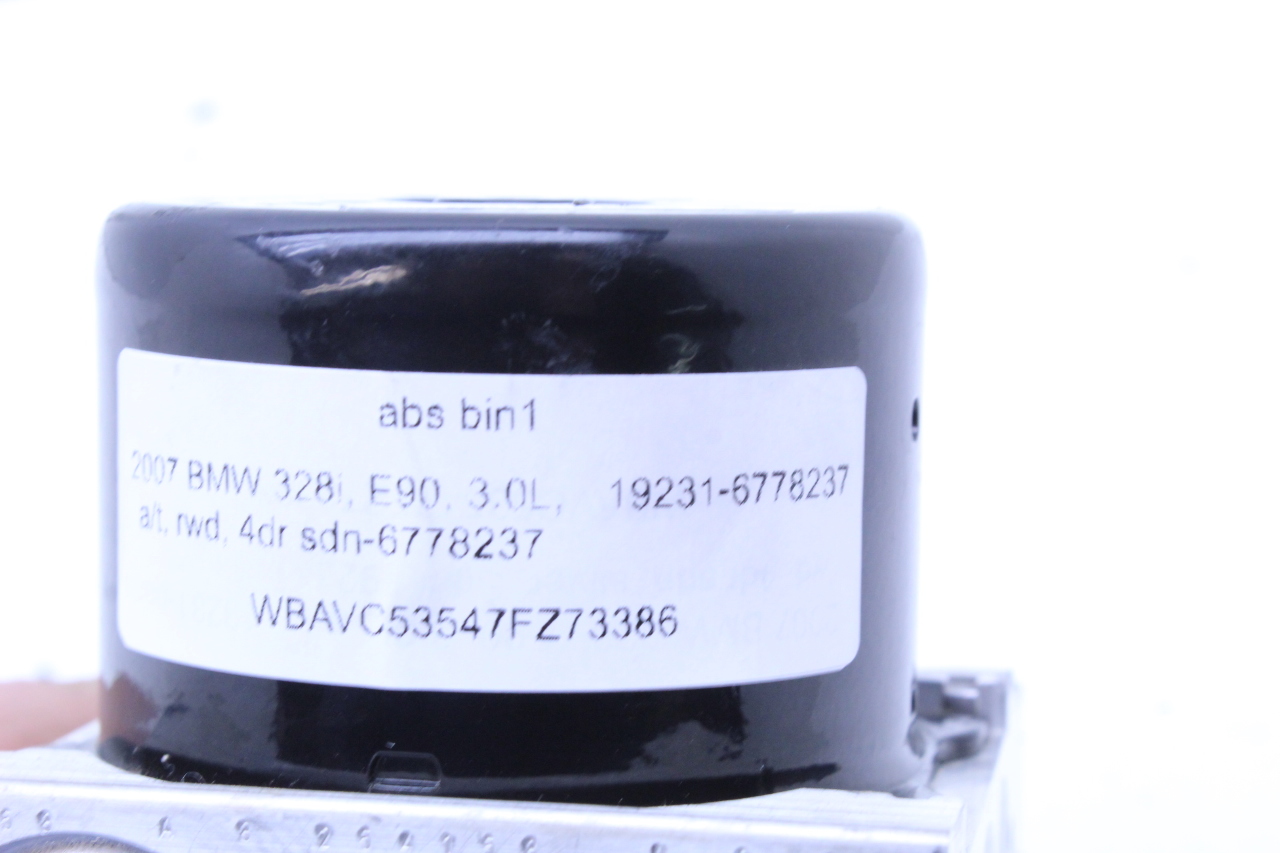 abs bin1
2007 BMW 328i, E90, 3.0L, 19231-6778237
a/t, rwd, 4dr sdn-6778237
WBAVC53547FZ73386